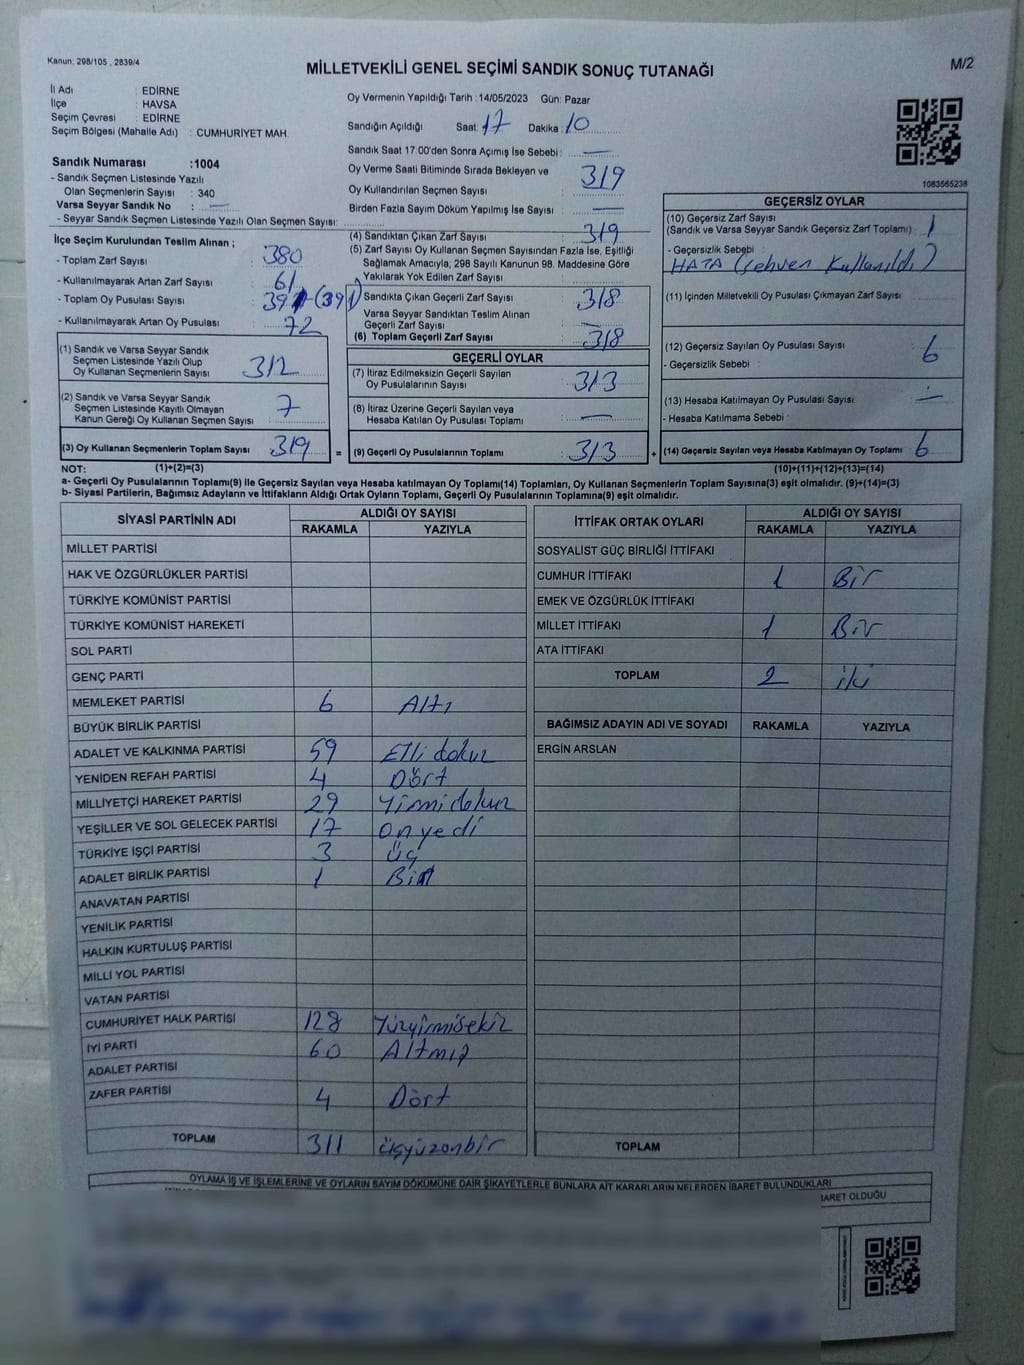 Kanun: 298/105 , 2839/4
MİLLETVEKİLİ GENEL SEÇİMİ SANDIK SONUÇ TUTANAĞI
M/2
İl Adı : EDİRNE
İlçe : HAVSA
Seçim Çevresi : EDİRNE
Seçim Bölgesi (Mahalle Adı) : CUMHURİYET MAH.
Sandık Numarası :1004
- Sandık Seçmen Listesinde Yazılı
Olan Seçmenlerin Sayısı : 340
Varsa Seyyar Sandık No : —
- Seyyar Sandık Seçmen Listesinde Yazılı Olan Seçmen Sayısı:
Oy Vermenin Yapıldığı Tarih :14/05/2023 Gün: Pazar
Sandığın Açıldığı Saat: 17 Dakika: 10
Sandık Saat 17:00'den Sonra Açımış İse Sebebi : —
Oy Verme Saati Bitiminde Sırada Bekleyen ve
Oy Kullandırılan Seçmen Sayısı : 319
Birden Fazla Sayım Döküm Yapılmış İse Sayısı : —
1083565238
İlçe Seçim Kurulundan Teslim Alınan ;
- Toplam Zarf Sayısı : 380
- Kullanılmayarak Artan Zarf Sayısı : 61
- Toplam Oy Pusulası Sayısı : 391 (391)
- Kullanılmayarak Artan Oy Pusulası : 72
(1) Sandık ve Varsa Seyyar Sandık
Seçmen Listesinde Yazılı Olup
Oy Kullanan Seçmenlerin Sayısı : 312
(2) Sandık ve Varsa Seyyar Sandık
Seçmen Listesinde Kayıtlı Olmayan
Kanun Gereği Oy Kullanan Seçmen Sayısı : 7
(3) Oy Kullanan Seçmenlerin Toplam Sayısı : 319
(4) Sandıktan Çıkan Zarf Sayısı : 319
(5) Zarf Sayısı Oy Kullanan Seçmen Sayısından Fazla İse, Eşitliği
Sağlamak Amacıyla, 298 Sayılı Kanunun 98. Maddesine Göre
Yakılarak Yok Edilen Zarf Sayısı :
Sandıkta Çıkan Geçerli Zarf Sayısı : 318
Varsa Seyyar Sandıktan Teslim Alınan
Geçerli Zarf Sayısı :
(6) Toplam Geçerli Zarf Sayısı : 318
GEÇERLİ OYLAR
(7) İtiraz Edilmeksizin Geçerli Sayılan
Oy Pusulalarının Sayısı : 313
(8) İtiraz Üzerine Geçerli Sayılan veya
Hesaba Katılan Oy Pusulası Toplamı : —
= (9) Geçerli Oy Pusulalarının Toplamı : 313
GEÇERSİZ OYLAR
(10) Geçersiz Zarf Sayısı
(Sandık ve Varsa Seyyar Sandık Geçersiz Zarf Toplamı) : 1
- Geçersizlik Sebebi :
HATA (sehven kullanıldı)
(11) İçinden Milletvekili Oy Pusulası Çıkmayan Zarf Sayısı :
(12) Geçersiz Sayılan Oy Pusulası Sayısı : 6
- Geçersizlik Sebebi :
(13) Hesaba Katılmayan Oy Pusulası Sayısı : —
- Hesaba Katılmama Sebebi :
+ (14) Geçersiz Sayılan veya Hesaba Katılmayan Oy Toplamı : 6
NOT: (1)+(2)=(3) (10)+(11)+(12)+(13)=(14)
a- Geçerli Oy Pusulalarının Toplamı(9) ile Geçersiz Sayılan veya Hesaba katılmayan Oy Toplamı(14) Toplamları, Oy Kullanan Seçmenlerin Toplam Sayısına(3) eşit olmalıdır. (9)+(14)=(3)
b- Siyasi Partilerin, Bağımsız Adayların ve İttifakların Aldığı Ortak Oyların Toplamı, Geçerli Oy Pusulalarının Toplamına(9) eşit olmalıdır.
SİYASİ PARTİNİN ADI ALDIĞI OY SAYISI
RAKAMLA YAZIYLA
MİLLET PARTİSİ
HAK VE ÖZGÜRLÜKLER PARTİSİ
TÜRKİYE KOMÜNİST PARTİSİ
TÜRKİYE KOMÜNİST HAREKETİ
SOL PARTİ
GENÇ PARTİ
MEMLEKET PARTİSİ 6 Altı
BÜYÜK BİRLİK PARTİSİ
ADALET VE KALKINMA PARTİSİ 59 Elli dokuz
YENİDEN REFAH PARTİSİ 4 Dört
MİLLİYETÇİ HAREKET PARTİSİ 29 Yirmi dokuz
YEŞİLLER VE SOL GELECEK PARTİSİ 17 on yedi
TÜRKİYE İŞÇİ PARTİSİ 3 üç
ADALET BİRLİK PARTİSİ 1 Bir
ANAVATAN PARTİSİ
YENİLİK PARTİSİ
HALKIN KURTULUŞ PARTİSİ
MİLLİ YOL PARTİSİ
VATAN PARTİSİ
CUMHURİYET HALK PARTİSİ 128 Yüzyirmisekiz
İYİ PARTİ 60 Altmış
ADALET PARTİSİ
ZAFER PARTİSİ 4 Dört
TOPLAM 311 üçyüzonbir
İTTİFAK ORTAK OYLARI ALDIĞI OY SAYISI
RAKAMLA YAZIYLA
SOSYALİST GÜÇ BİRLİĞİ İTTİFAKI
CUMHUR İTTİFAKI 1 Bir
EMEK VE ÖZGÜRLÜK İTTİFAKI
MİLLET İTTİFAKI 1 Bir
ATA İTTİFAKI
TOPLAM 2 iki
BAĞIMSIZ ADAYIN ADI VE SOYADI RAKAMLA YAZIYLA
ERGİN ARSLAN
TOPLAM
OYLAMA İŞ VE İŞLEMLERİNE VE OYLARIN SAYIM DÖKÜMÜNE DAİR ŞİKAYETLERLE BUNLARA AİT KARARLARIN NELERDEN İBARET BULUNDUKLARI
BARET OLDUĞU